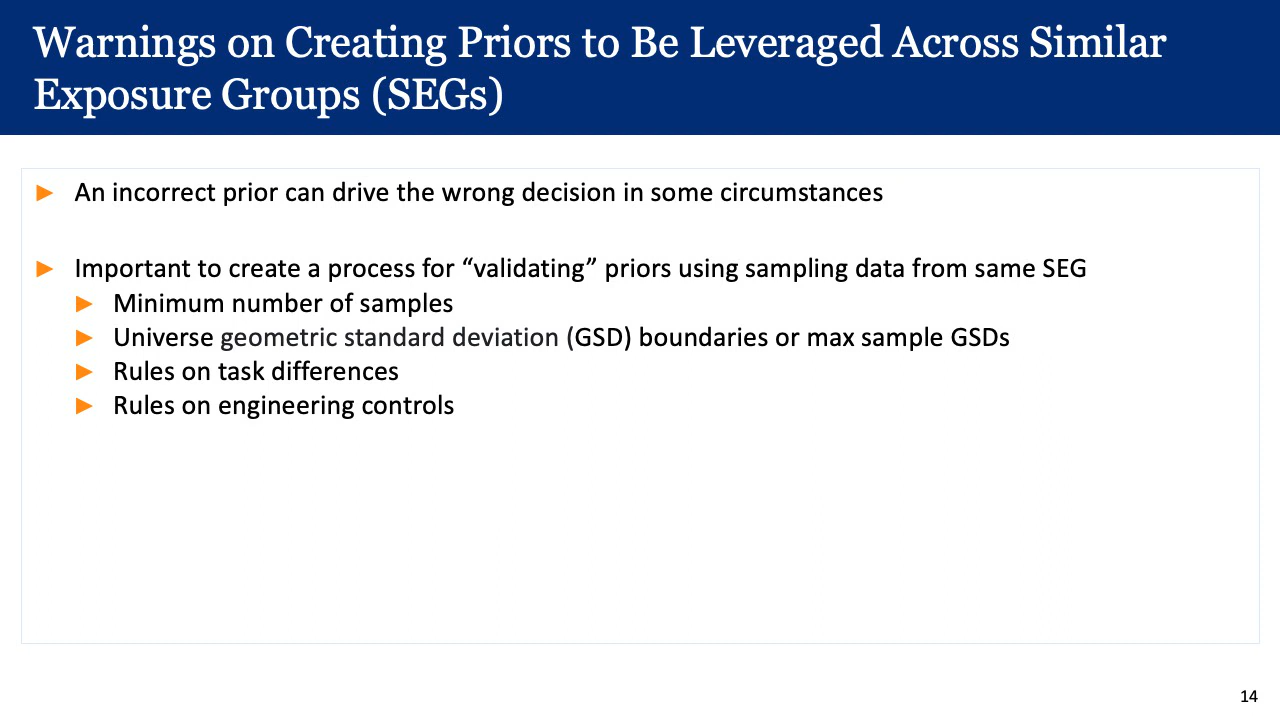 Warnings on Creating Priors to Be Leveraged Across Similar
Exposure Groups (SEGs)
► An incorrect prior can drive the wrong decision in some circumstances
► Important to create a process for “validating” priors using sampling data from same SEG
► Minimum number of samples
► Universe geometric standard deviation (GSD) boundaries or max sample GSDs
► Rules on task differences
► Rules on engineering controls
14